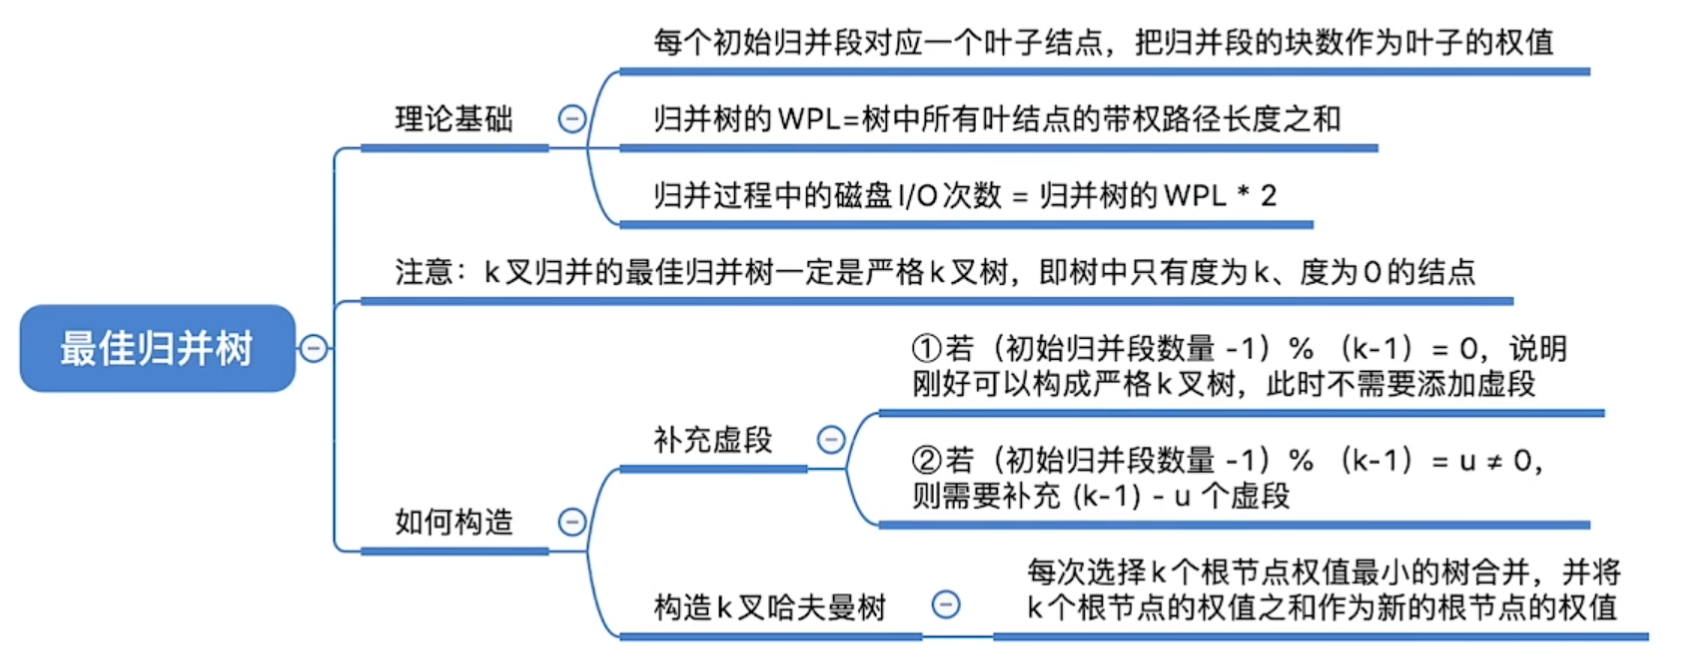 最佳归并树
理论基础
每个初始归并段对应一个叶子结点，把归并段的块数作为叶子的权值
归并树的WPL=树中所有叶结点的带权路径长度之和
归并过程中的磁盘I/O次数 = 归并树的WPL * 2
注意：k叉归并的最佳归并树一定是严格k叉树，即树中只有度为k、度为0的结点
如何构造
补充虚段
①若（初始归并段数量 -1）% （k-1）= 0，说明
刚好可以构成严格k叉树，此时不需要添加虚段
②若（初始归并段数量 -1）% （k-1）= u ≠ 0，
则需要补充 (k-1) - u 个虚段
构造k叉哈夫曼树
每次选择k个根节点权值最小的树合并，并将
k个根节点的权值之和作为新的根节点的权值